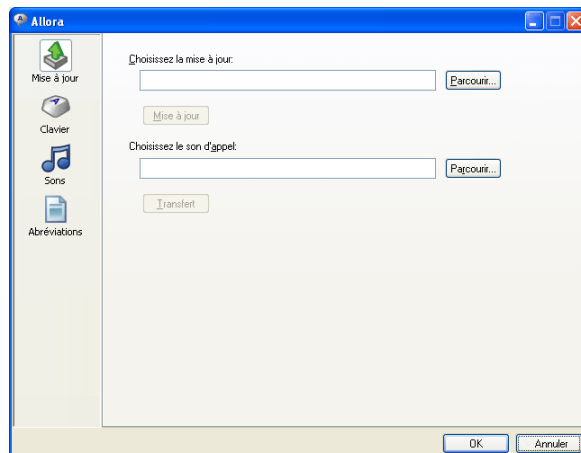 Allora
Mise à jour
Clavier
Sons
Abréviations
Choisissez la mise à jour:
Parcourir...
Mise à jour
Choisissez le son d'appel:
Parcourir...
Transfert
OK
Annuler